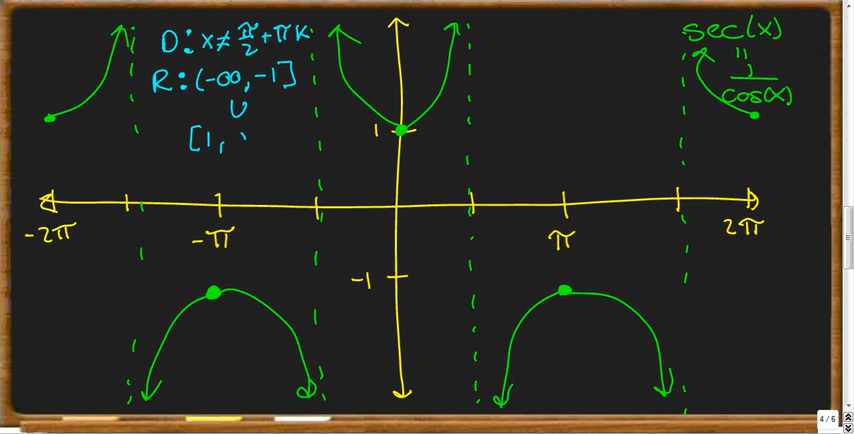 D: x≠π/2+πK
R: (-∞, -1]
∪
[1,
sec(x)
=
1/cos(x)
1
-2π
-π
π
2π
-1
4 / 6